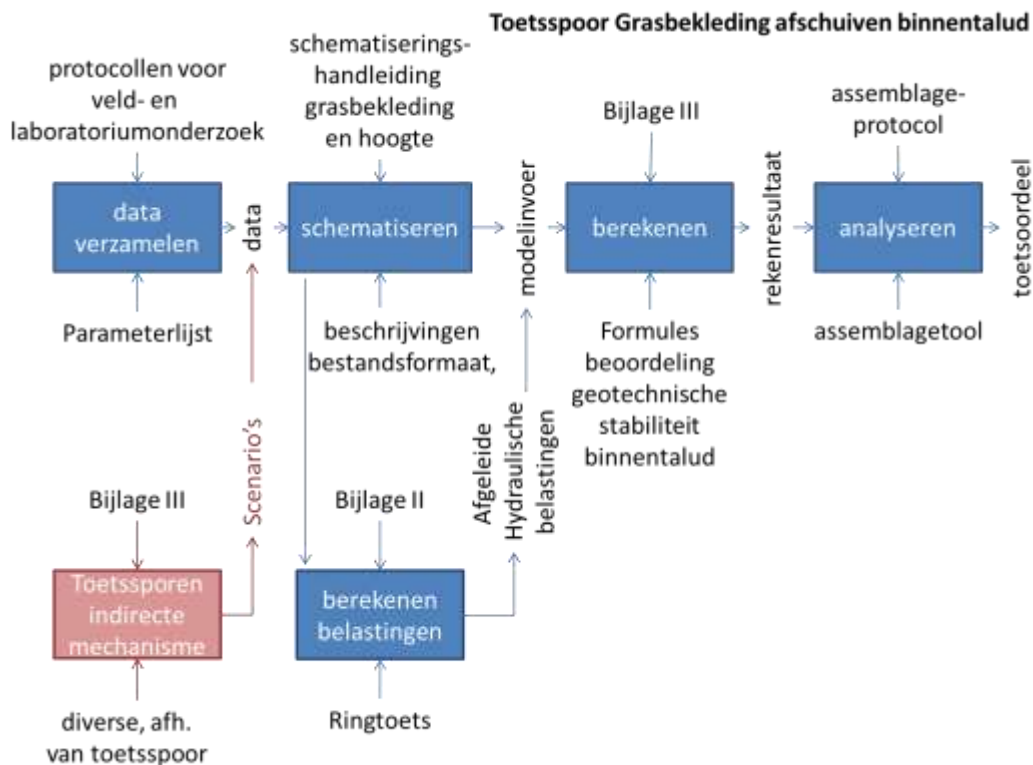 Toetsspoor Grasbekleding afschuiven binnentalud
protocollen voor
veld- en
laboratoriumonderzoek
schematiserings-
handleiding
grasbekleding
en hoogte
Bijlage III
assemblage-
protocol
data
verzamelen
data
schematiseren
modelinvoer
berekenen
rekenresultaat
analyseren
toetsoordeel
Parameterlijst
beschrijvingen
bestandsformaat,
Formules
beoordeling
geotechnische
stabiliteit
binnentalud
assemblagetool
Scenario's
Afgeleide
Hydraulische
belastingen
Bijlage III
Bijlage II
Toetssporen
indirecte
mechanisme
berekenen
belastingen
diverse, afh.
van toetsspoor
Ringtoets